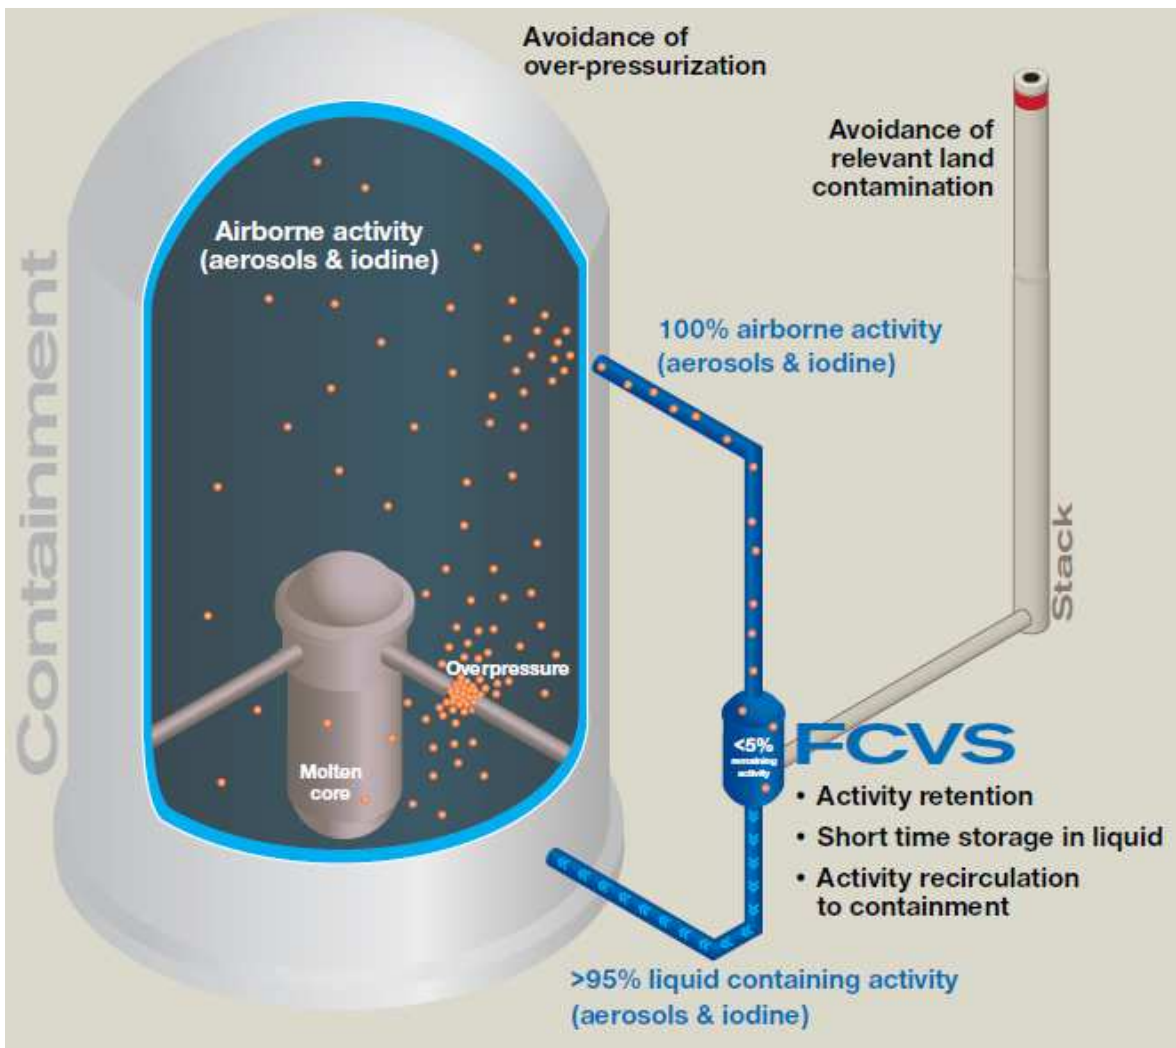 Avoidance of
over-pressurization
Avoidance of
relevant land
contamination
Containment
Airborne activity
(aerosols & iodine)
100% airborne activity
(aerosols & iodine)
Stack
Overpressure
Molten
core
<5%
remaining
activity
FCVS
• Activity retention
• Short time storage in liquid
• Activity recirculation
to containment
>95% liquid containing activity
(aerosols & iodine)